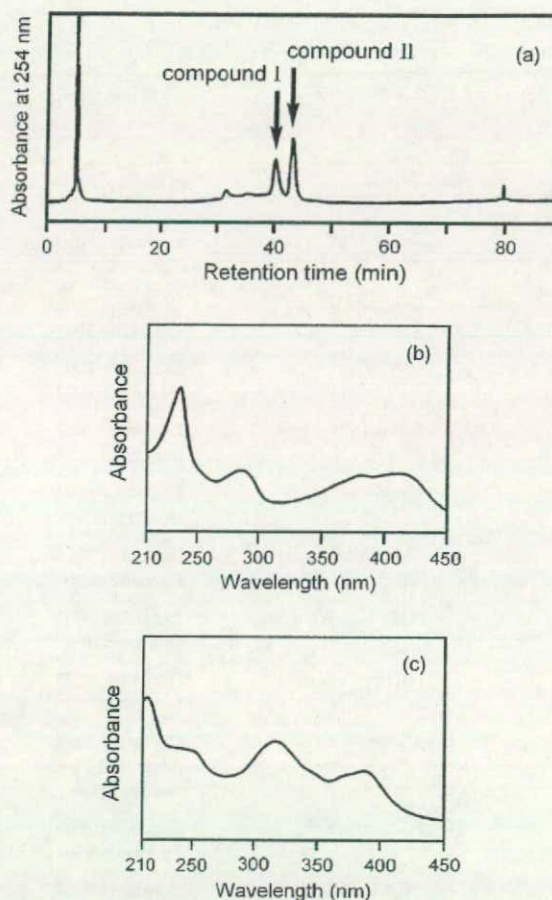 (a)
compound II
compound I
Absorbance at 254 nm
0 20 40 60 80
Retention time (min)
(b)
Absorbance
210 250 300 350 400 450
Wavelength (nm)
(c)
Absorbance
210 250 300 350 400 450
Wavelength (nm)